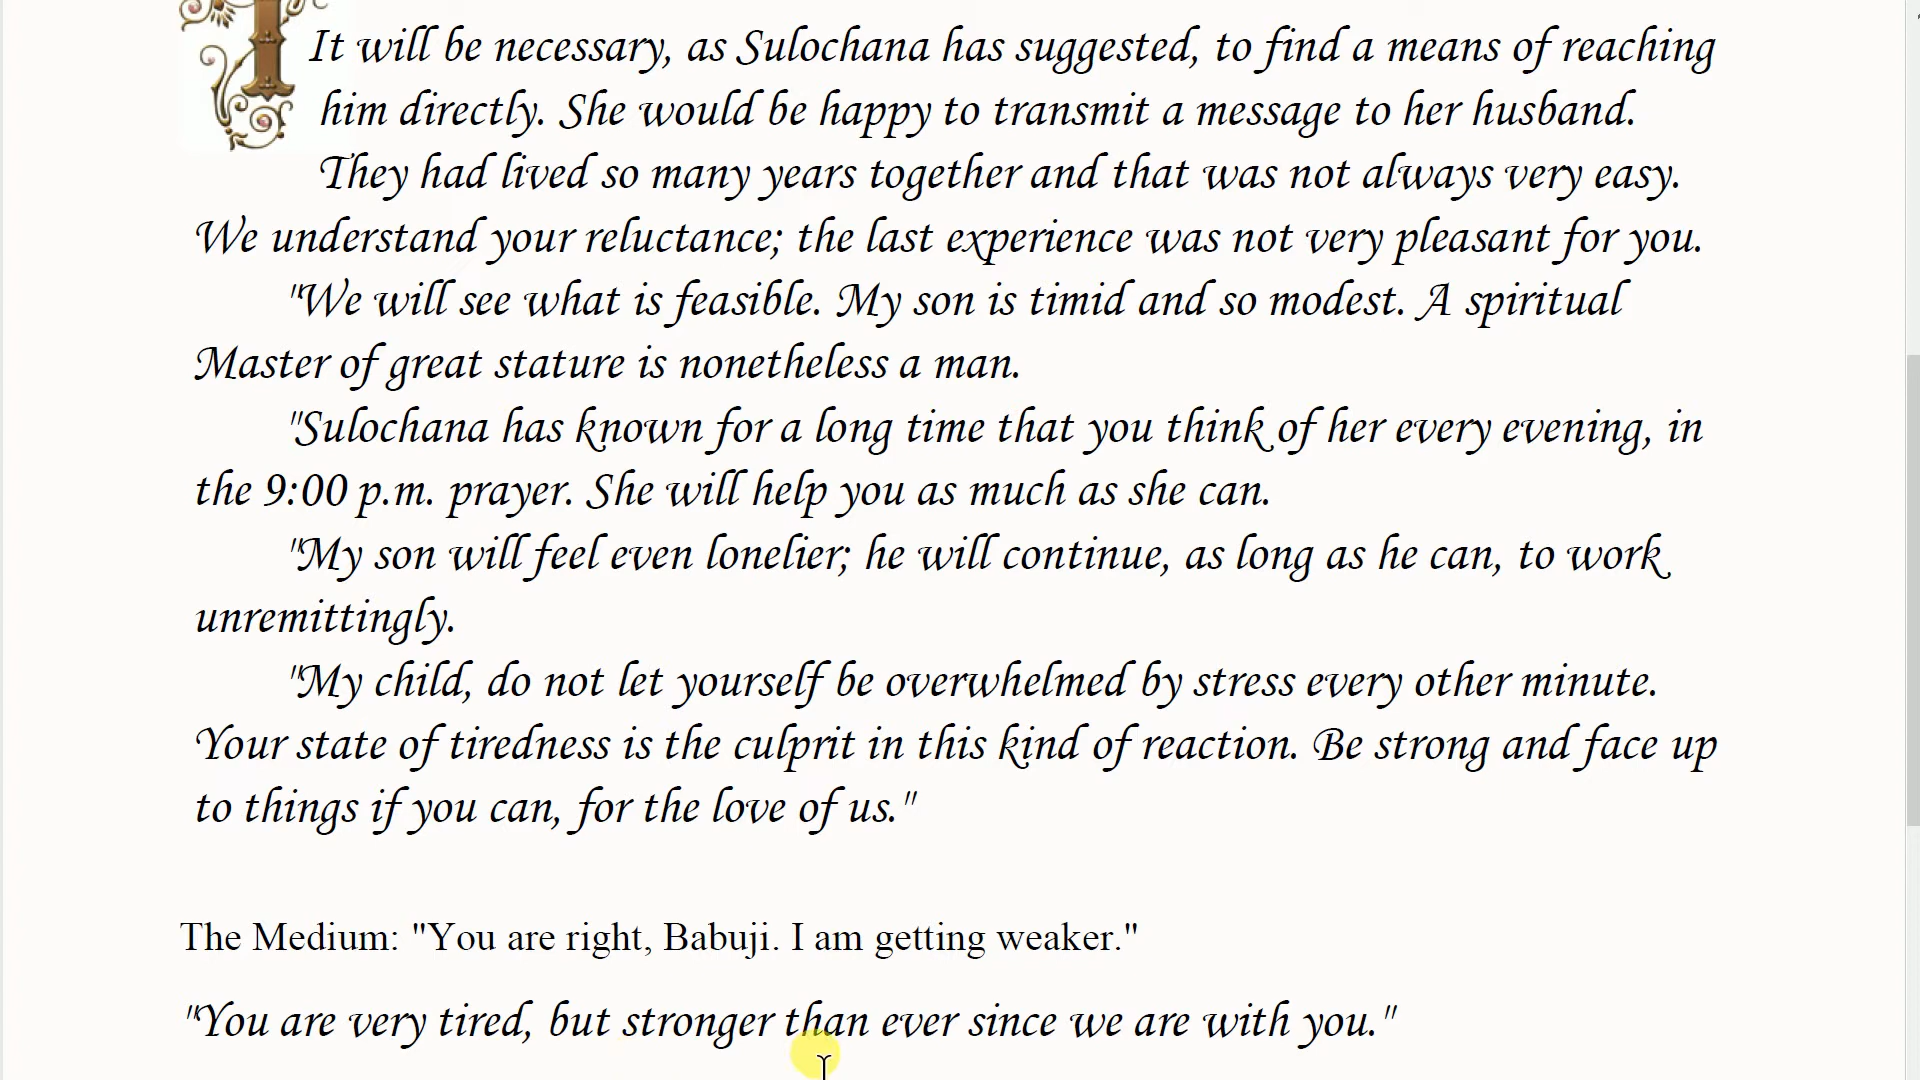 It will be necessary, as Sulochana has suggested, to find a means of reaching
him directly. She would be happy to transmit a message to her husband.
They had lived so many years together and that was not always very easy.
We understand your reluctance; the last experience was not very pleasant for you.
"We will see what is feasible. My son is timid and so modest. A spiritual
Master of great stature is nonetheless a man.
"Sulochana has known for a long time that you think of her every evening, in
the 9:00 p.m. prayer. She will help you as much as she can.
"My son will feel even lonelier; he will continue, as long as he can, to work
unremittingly.
"My child, do not let yourself be overwhelmed by stress every other minute.
Your state of tiredness is the culprit in this kind of reaction. Be strong and face up
to things if you can, for the love of us."
The Medium: "You are right, Babuji. I am getting weaker."
"You are very tired, but stronger than ever since we are with you."